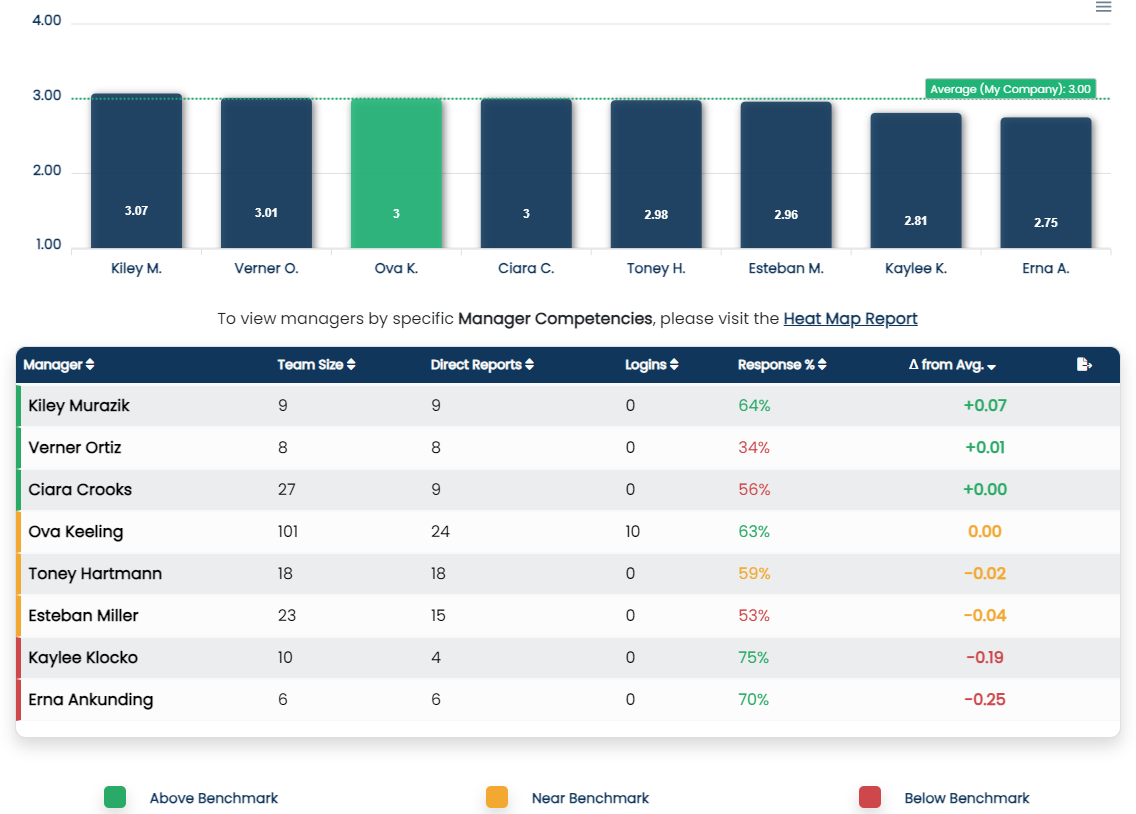 4.00
3.00
Average (My Company): 3.00
2.00
3.07 3.01 3 3 2.98 2.96 2.81 2.75
1.00
Kiley M. Verner O. Ova K. Ciara C. Toney H. Esteban M. Kaylee K. Erna A.
To view managers by specific Manager Competencies, please visit the Heat Map Report
Manager Team Size Direct Reports Logins Response % Δ from Avg.
Kiley Murazik 9 9 0 64% +0.07
Verner Ortiz 8 8 0 34% +0.01
Ciara Crooks 27 9 0 56% +0.00
Ova Keeling 101 24 10 63% 0.00
Toney Hartmann 18 18 0 59% -0.02
Esteban Miller 23 15 0 53% -0.04
Kaylee Klocko 10 4 0 75% -0.19
Erna Ankunding 6 6 0 70% -0.25
Above Benchmark Near Benchmark Below Benchmark